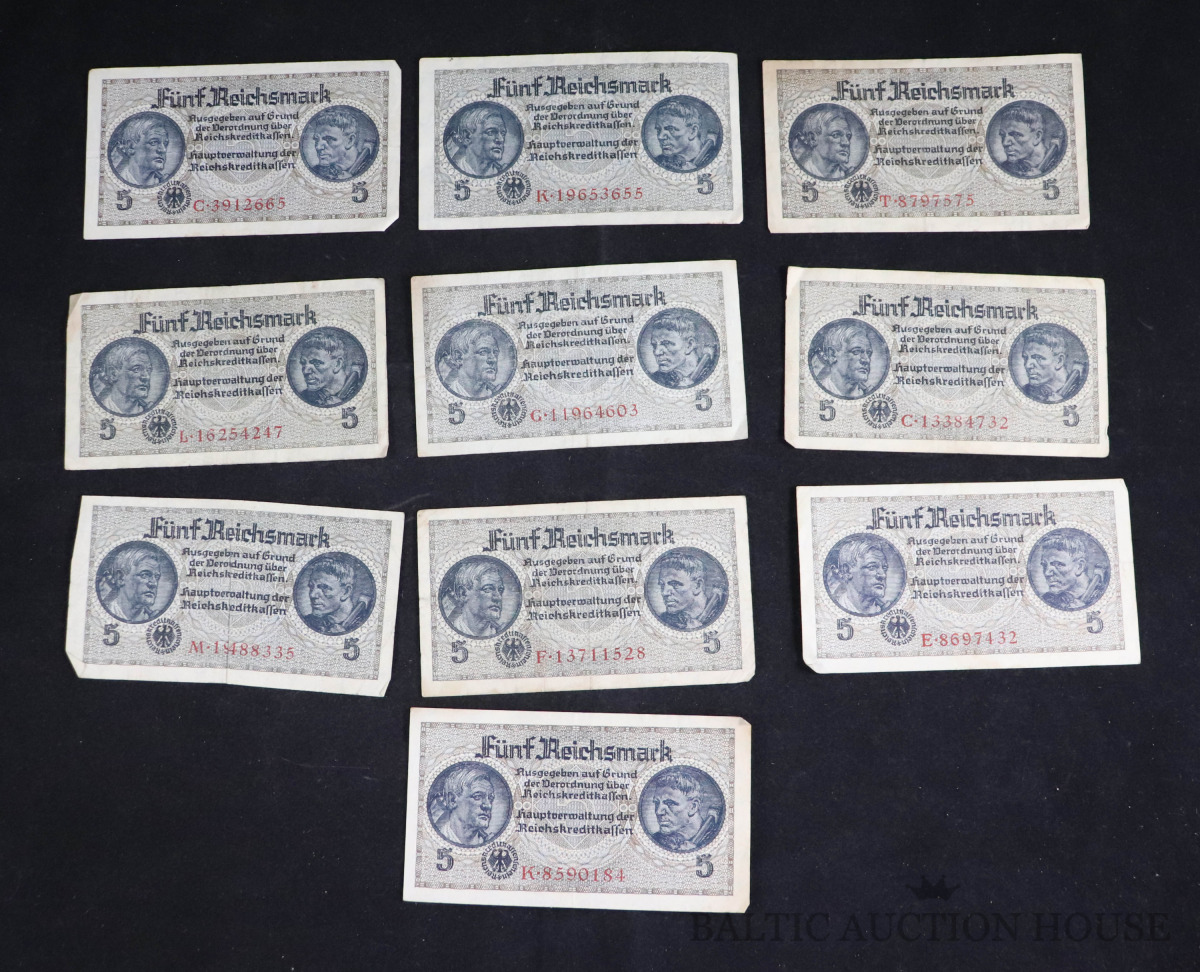 Fünf Reichsmark
Ausgegeben auf Grund
der Verordnung über
Reichskreditkassen.
Hauptverwaltung der
Reichskreditkassen
5 5
C·3912665
Fünf Reichsmark
Ausgegeben auf Grund
der Verordnung über
Reichskreditkassen.
Hauptverwaltung der
Reichskreditkassen
5 5
K·19653655
Fünf Reichsmark
Ausgegeben auf Grund
der Verordnung über
Reichskreditkassen.
Hauptverwaltung der
Reichskreditkassen
5 5
T·8797575
Fünf Reichsmark
Ausgegeben auf Grund
der Verordnung über
Reichskreditkassen.
Hauptverwaltung der
Reichskreditkassen
5 5
L·16254247
Fünf Reichsmark
Ausgegeben auf Grund
der Verordnung über
Reichskreditkassen.
Hauptverwaltung der
Reichskreditkassen
5 5
G·11964603
Fünf Reichsmark
Ausgegeben auf Grund
der Verordnung über
Reichskreditkassen.
Hauptverwaltung der
Reichskreditkassen
5 5
C·13384732
Fünf Reichsmark
Ausgegeben auf Grund
der Verordnung über
Reichskreditkassen.
Hauptverwaltung der
Reichskreditkassen
5 5
Fünf Reichsmark
Ausgegeben auf Grund
der Verordnung über
Reichskreditkassen.
Hauptverwaltung der
Reichskreditkassen
5 5
F·13711528
Fünf Reichsmark
Ausgegeben auf Grund
der Verordnung über
Reichskreditkassen.
Hauptverwaltung der
Reichskreditkassen
5 5
E·8697432
Fünf Reichsmark
Ausgegeben auf Grund
der Verordnung über
Reichskreditkassen.
Hauptverwaltung der
Reichskreditkassen
5 5
K·8590184
BALTIC AUCTION HOUSE